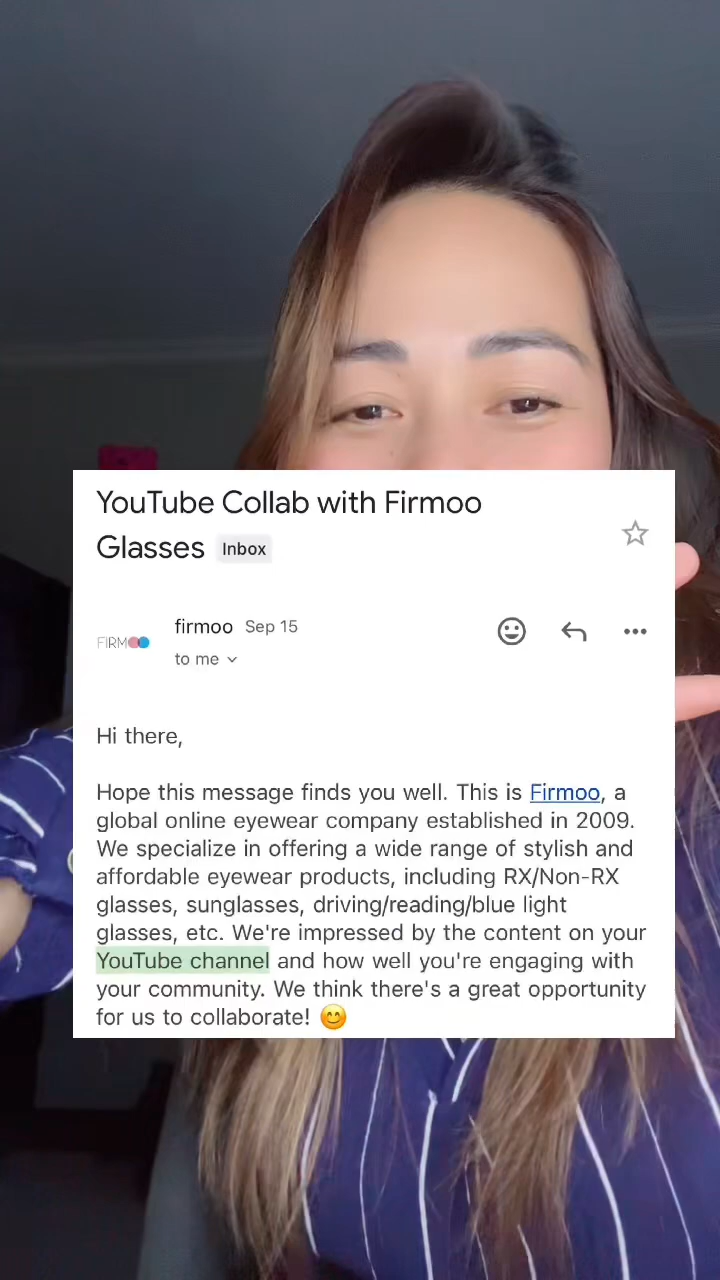 YouTube Collab with Firmoo
Glasses Inbox
firmoo Sep 15
FIRMOO
to me
Hi there,
Hope this message finds you well. This is Firmoo, a
global online eyewear company established in 2009.
We specialize in offering a wide range of stylish and
affordable eyewear products, including RX/Non-RX
glasses, sunglasses, driving/reading/blue light
glasses, etc. We're impressed by the content on your
YouTube channel and how well you're engaging with
your community. We think there's a great opportunity
for us to collaborate! 😊